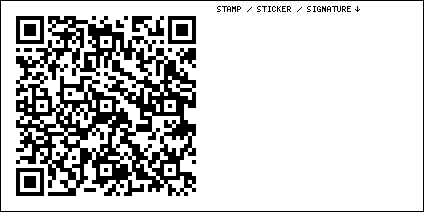 STAMP / STICKER / SIGNATURE ↓